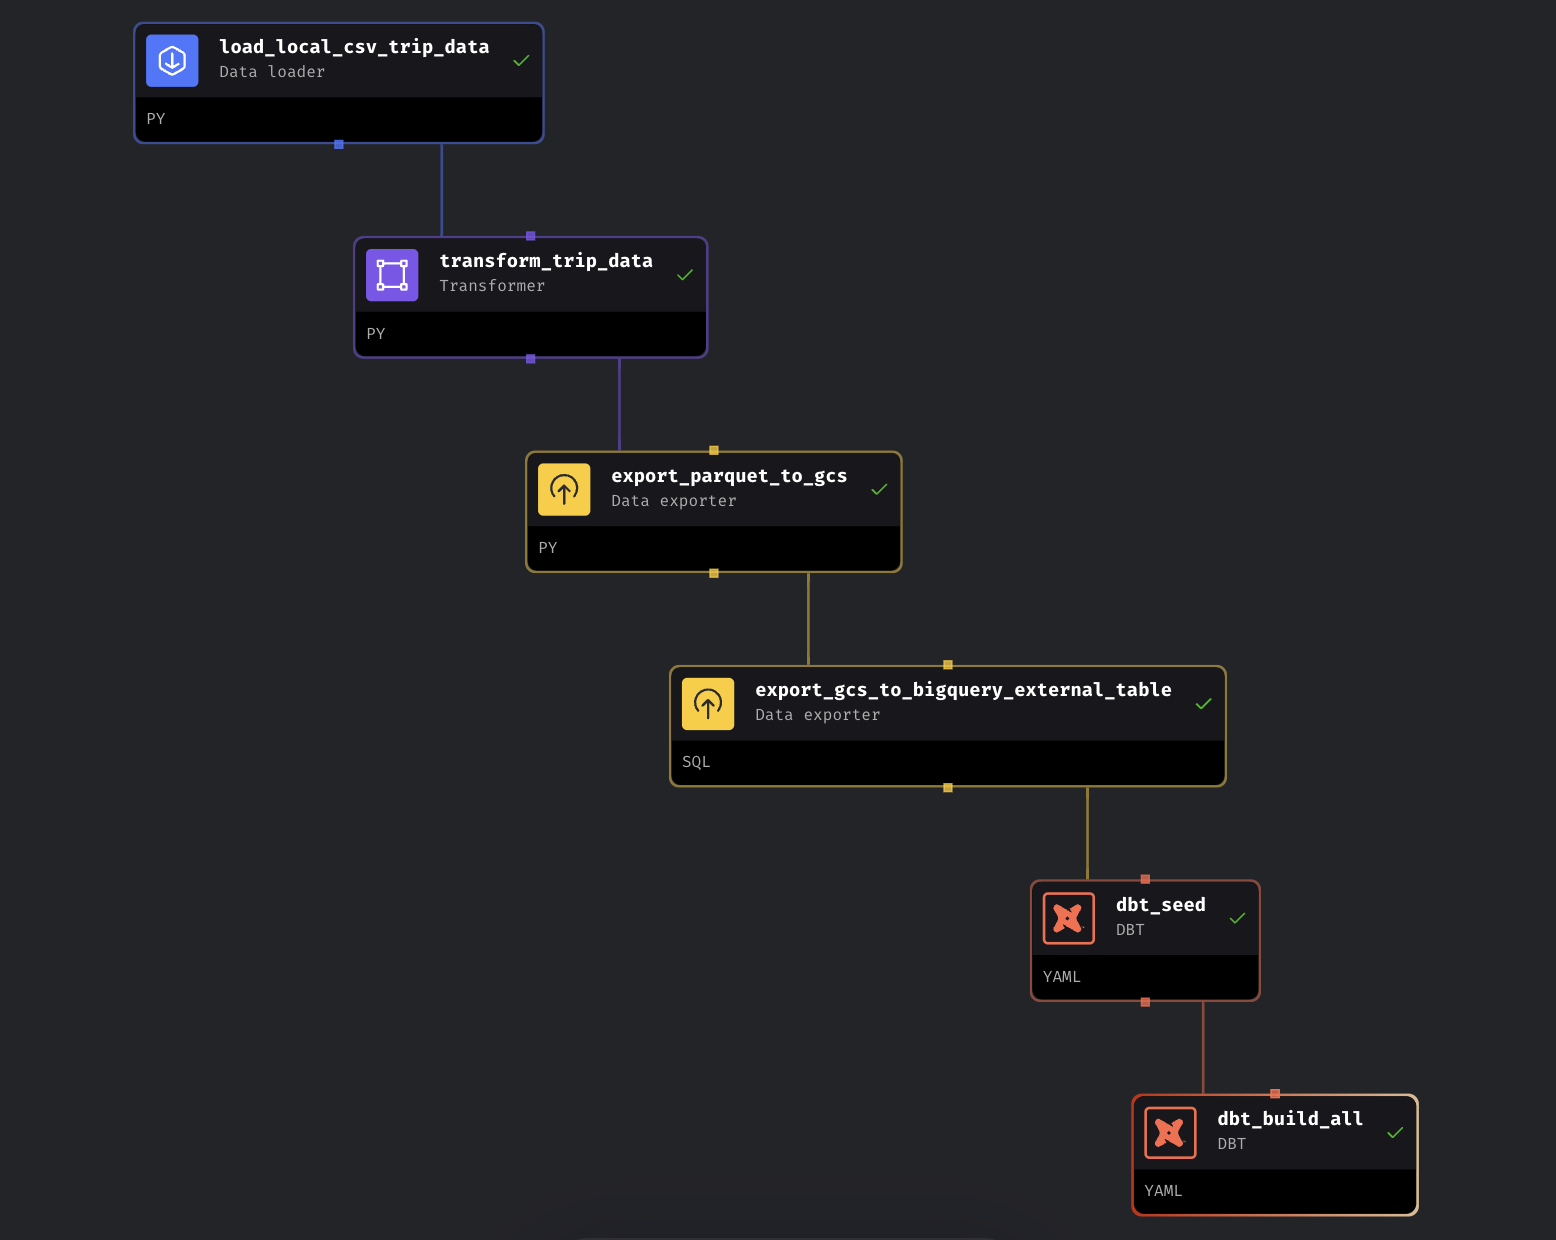 load_local_csv_trip_data
Data loader
PY
transform_trip_data
Transformer
PY
export_parquet_to_gcs
Data exporter
PY
export_gcs_to_bigquery_external_table
Data exporter
SQL
dbt_seed
DBT
YAML
dbt_build_all
DBT
YAML